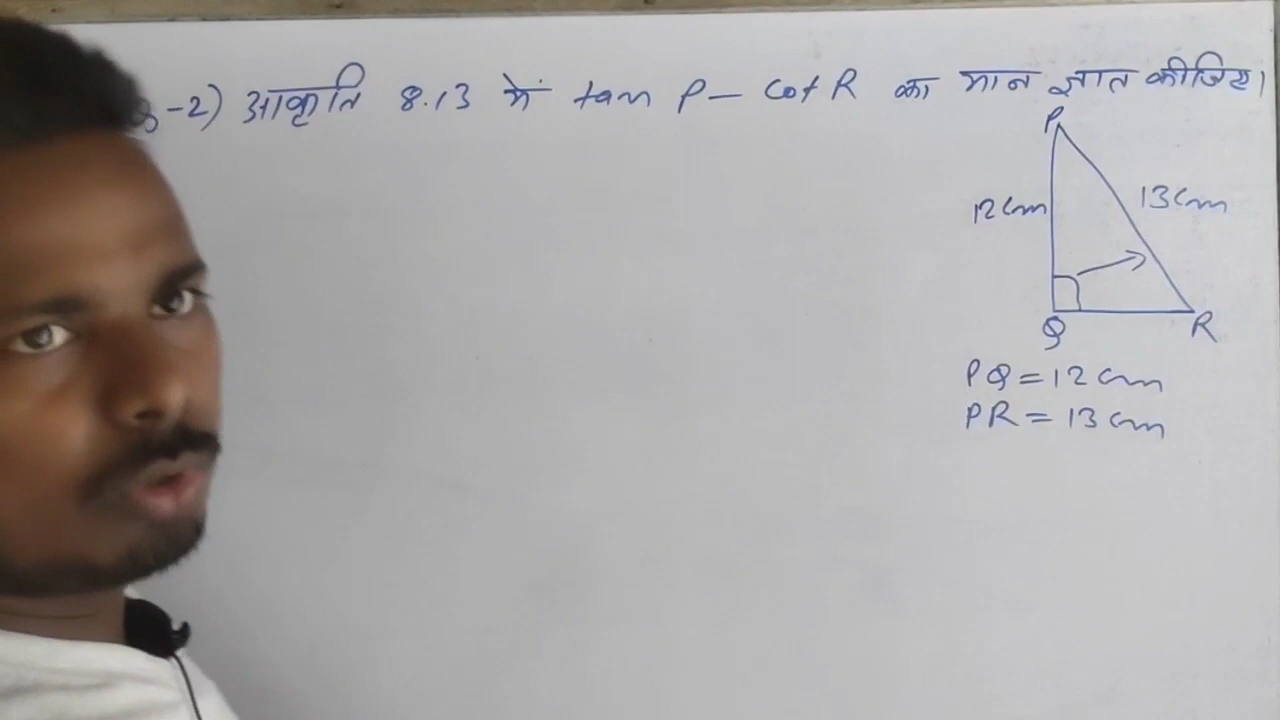 -2) आकृति 8.13 में tan P - Cot R का मान ज्ञात कीजिए।
P
12cm
13cm
Q
R
PQ = 12 cm
PR = 13 cm